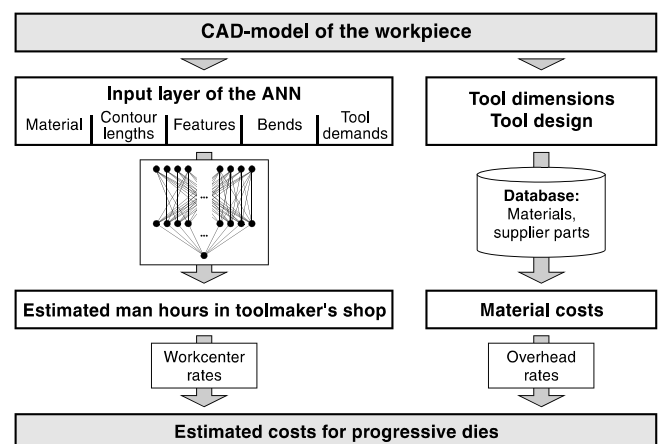 CAD-model of the workpiece
Input layer of the ANN
Material
Contour
lengths
Features
Bends
Tool
demands
Tool dimensions
Tool design
...
...
Database:
Materials,
supplier parts
Estimated man hours in toolmaker's shop
Material costs
Workcenter
rates
Overhead
rates
Estimated costs for progressive dies